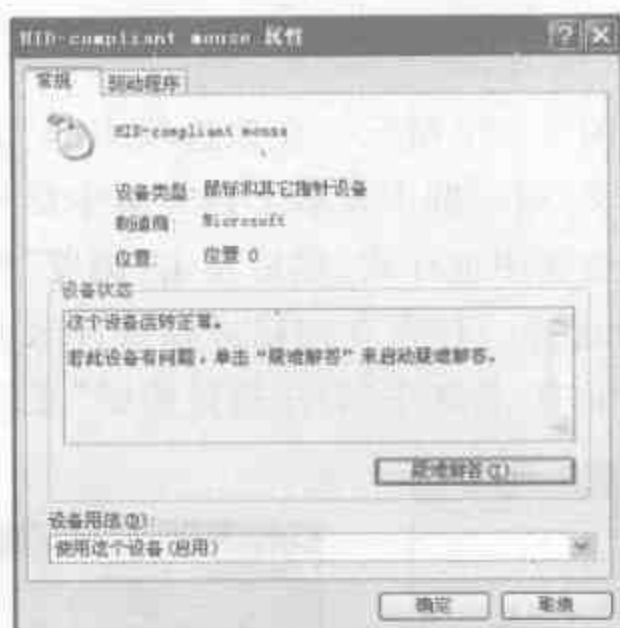 HID-compliant mouse 属性
常规 驱动程序
HID-compliant mouse
设备类型: 鼠标和其它指针设备
制造商: Microsoft
位置: 位置 0
设备状态
这个设备运转正常。
若此设备有问题，单击“疑难解答”来启动疑难解答。
疑难解答(T)...
设备用法(D):
使用这个设备(启用)
确定 取消